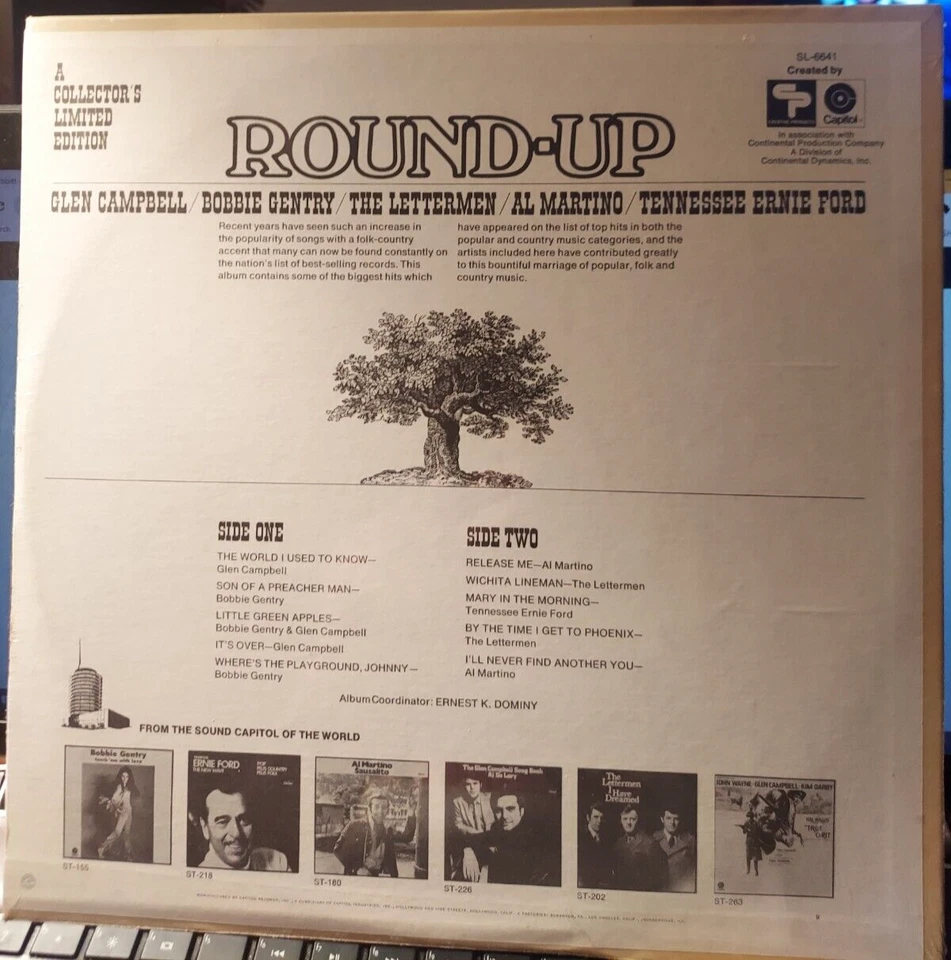 A
COLLECTOR'S
LIMITED
EDITION
SL-6641
Created by
CP
Capitol
In association with
Continental Production Company
A Division of
Continental Dynamics, Inc.
ROUND-UP
GLEN CAMPBELL/BOBBIE GENTRY/THE LETTERMEN/AL MARTINO/TENNESSEE ERNIE FORD
Recent years have seen such an increase in
the popularity of songs with a folk-country
accent that many can now be found constantly on
the nation's list of best-selling records. This
album contains some of the biggest hits which
have appeared on the list of top hits in both the
popular and country music categories, and the
artists included here have contributed greatly
to this bountiful marriage of popular, folk and
country music.
SIDE ONE
THE WORLD I USED TO KNOW—
Glen Campbell
SON OF A PREACHER MAN—
Bobbie Gentry
LITTLE GREEN APPLES—
Bobbie Gentry & Glen Campbell
IT'S OVER—Glen Campbell
WHERE'S THE PLAYGROUND, JOHNNY—
Bobbie Gentry
SIDE TWO
RELEASE ME—Al Martino
WICHITA LINEMAN—The Lettermen
MARY IN THE MORNING—
Tennessee Ernie Ford
BY THE TIME I GET TO PHOENIX—
The Lettermen
I'LL NEVER FIND ANOTHER YOU—
Al Martino
Album Coordinator: ERNEST K. DOMINY
FROM THE SOUND CAPITOL OF THE WORLD
Bobbie Gentry
touch 'em with love
ST-155
ERNIE FORD
THE NEW WAVE
ST-218
Al Martino
Sausalito
ST-180
The Glen Campbell Song Book
Al De Lory
ST-226
The
Lettermen
I Have
Dreamed
ST-202
JOHN WAYNE · GLEN CAMPBELL · KIM DARBY
ST-263